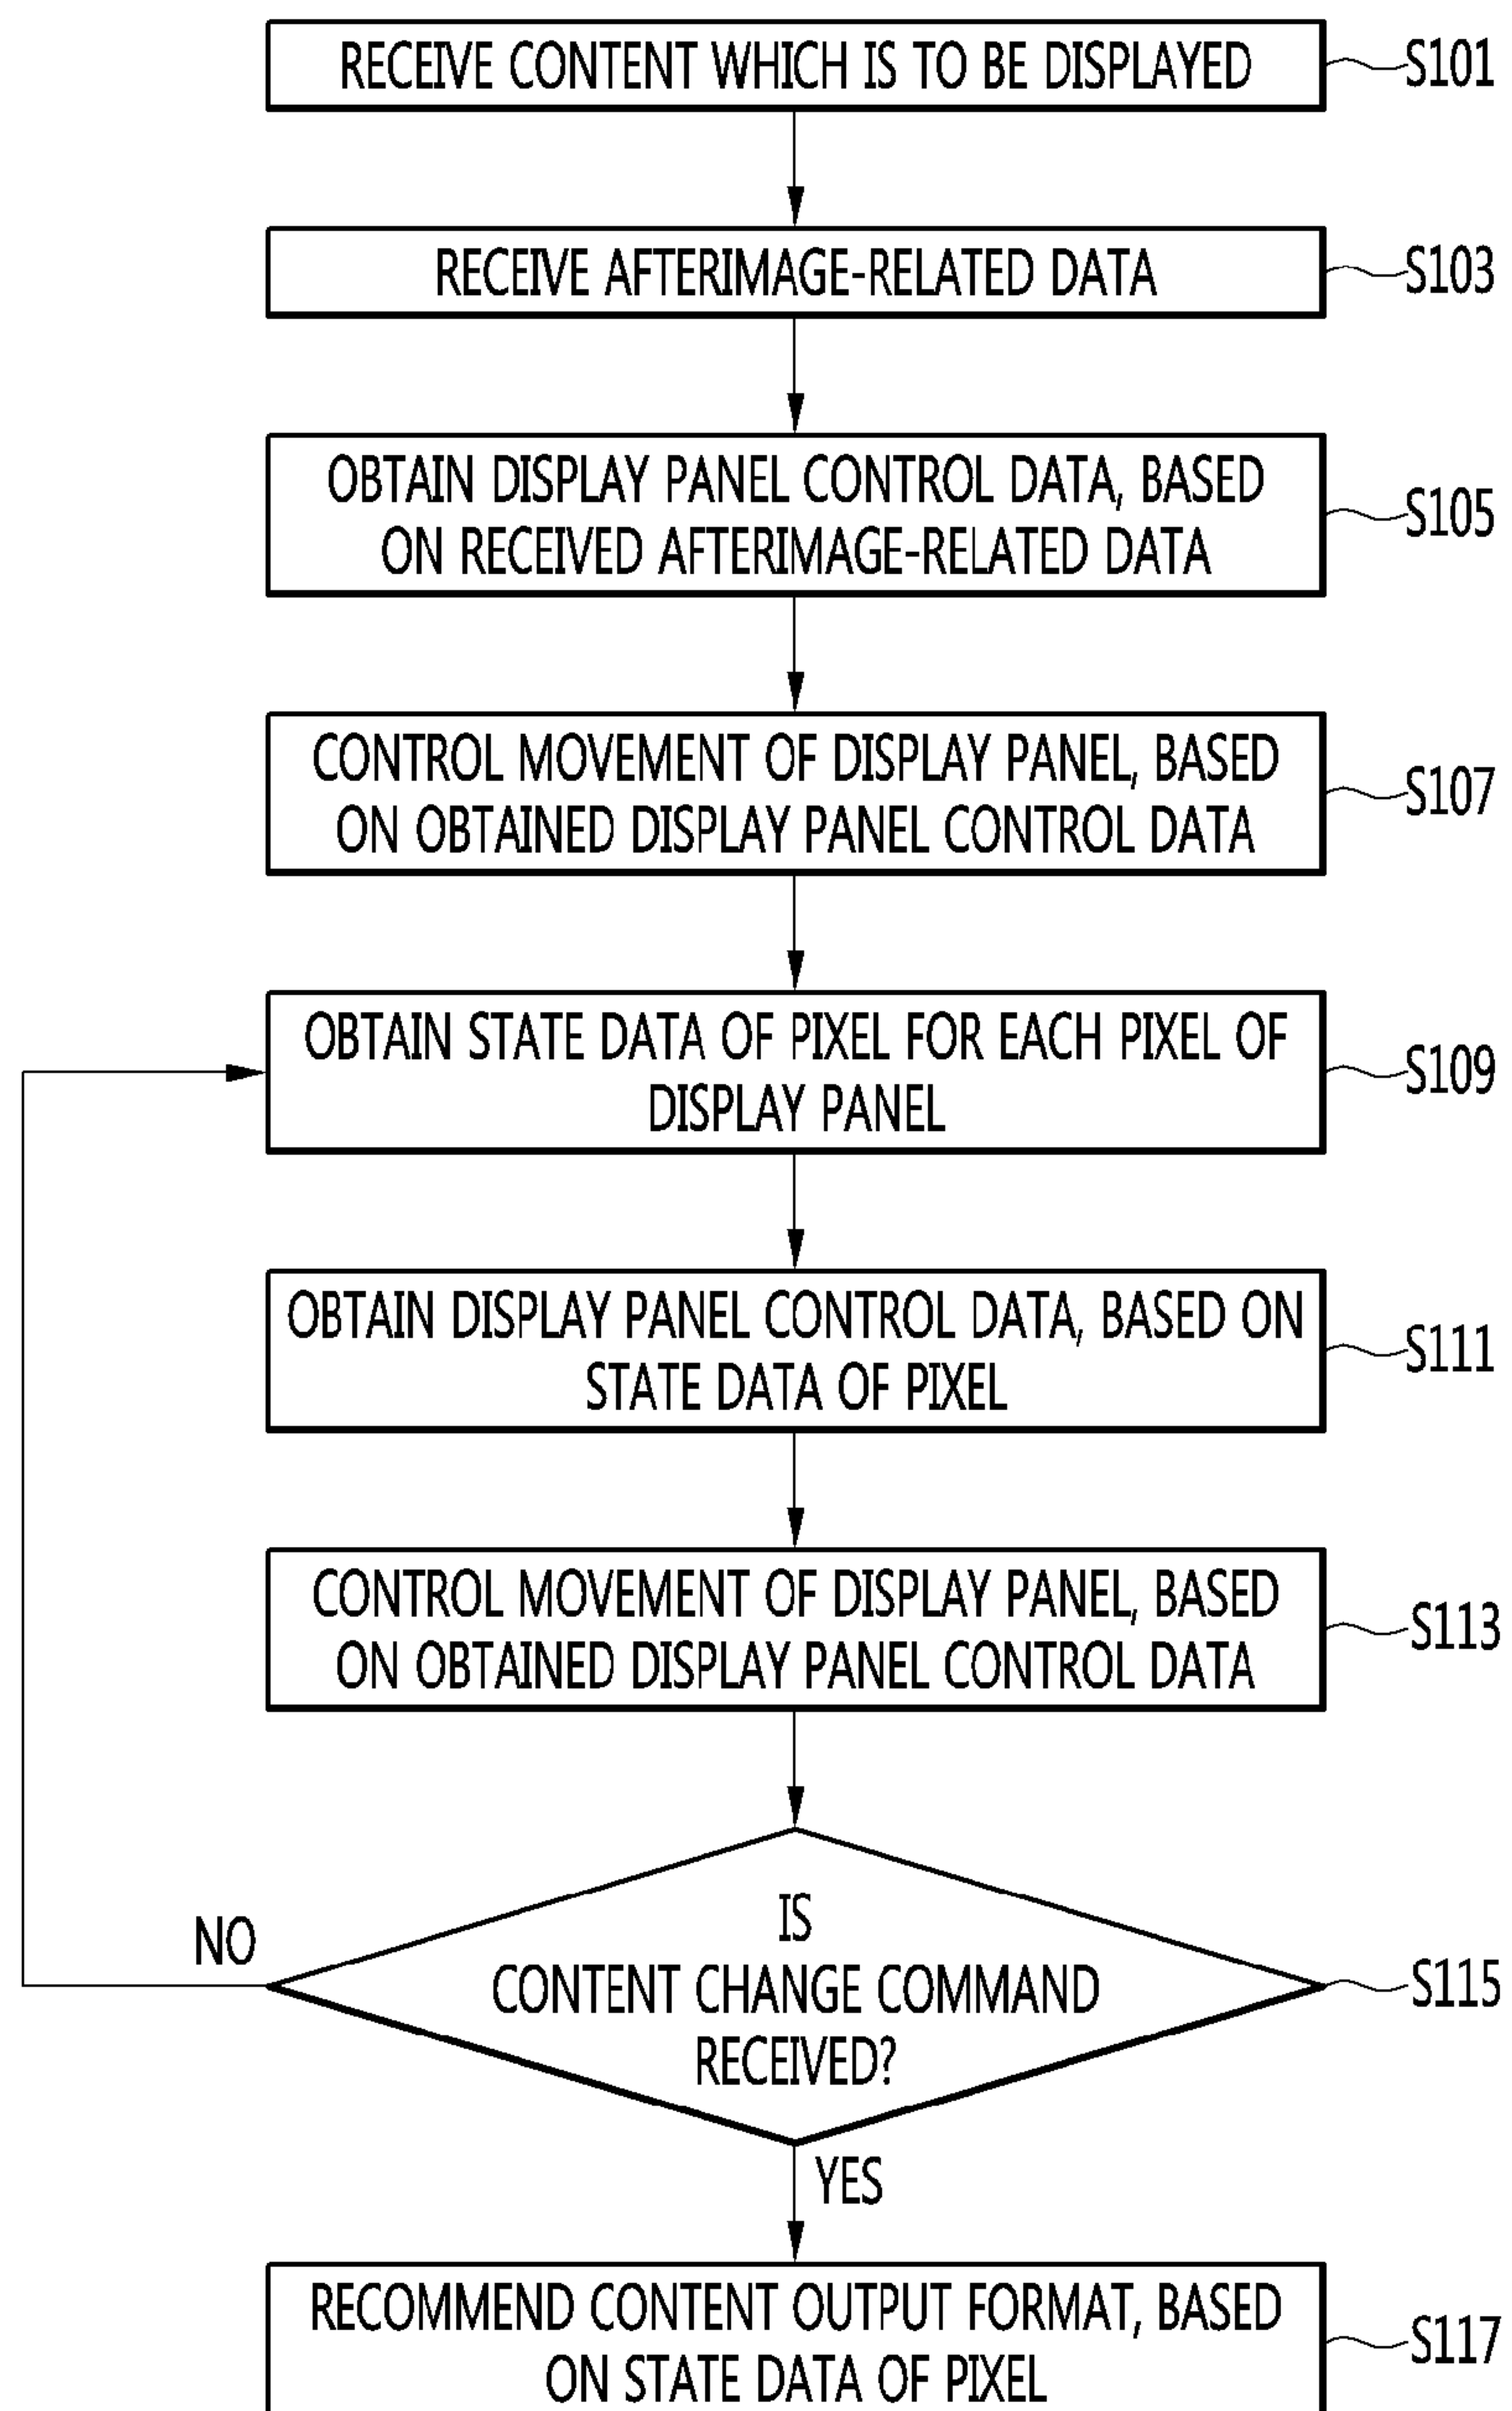 RECEIVE CONTENT WHICH IS TO BE DISPLAYED
S101
RECEIVE AFTERIMAGE-RELATED DATA
S103
OBTAIN DISPLAY PANEL CONTROL DATA, BASED
ON RECEIVED AFTERIMAGE-RELATED DATA
S105
CONTROL MOVEMENT OF DISPLAY PANEL, BASED
ON OBTAINED DISPLAY PANEL CONTROL DATA
S107
OBTAIN STATE DATA OF PIXEL FOR EACH PIXEL OF
DISPLAY PANEL
S109
OBTAIN DISPLAY PANEL CONTROL DATA, BASED ON
STATE DATA OF PIXEL
S111
CONTROL MOVEMENT OF DISPLAY PANEL, BASED
ON OBTAINED DISPLAY PANEL CONTROL DATA
S113
IS
CONTENT CHANGE COMMAND
RECEIVED?
S115
NO
YES
RECOMMEND CONTENT OUTPUT FORMAT, BASED
ON STATE DATA OF PIXEL
S117